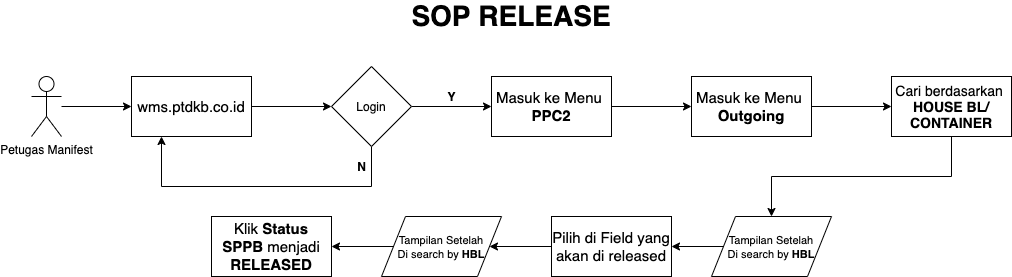 SOP RELEASE
Petugas Manifest
wms.ptdkb.co.id
Login
Y
N
Masuk ke Menu
PPC2
Masuk ke Menu
Outgoing
Cari berdasarkan
HOUSE BL/
CONTAINER
Tampilan Setelah
Di search by HBL
Pilih di Field yang
akan di released
Tampilan Setelah
Di search by HBL
Klik Status
SPPB menjadi
RELEASED